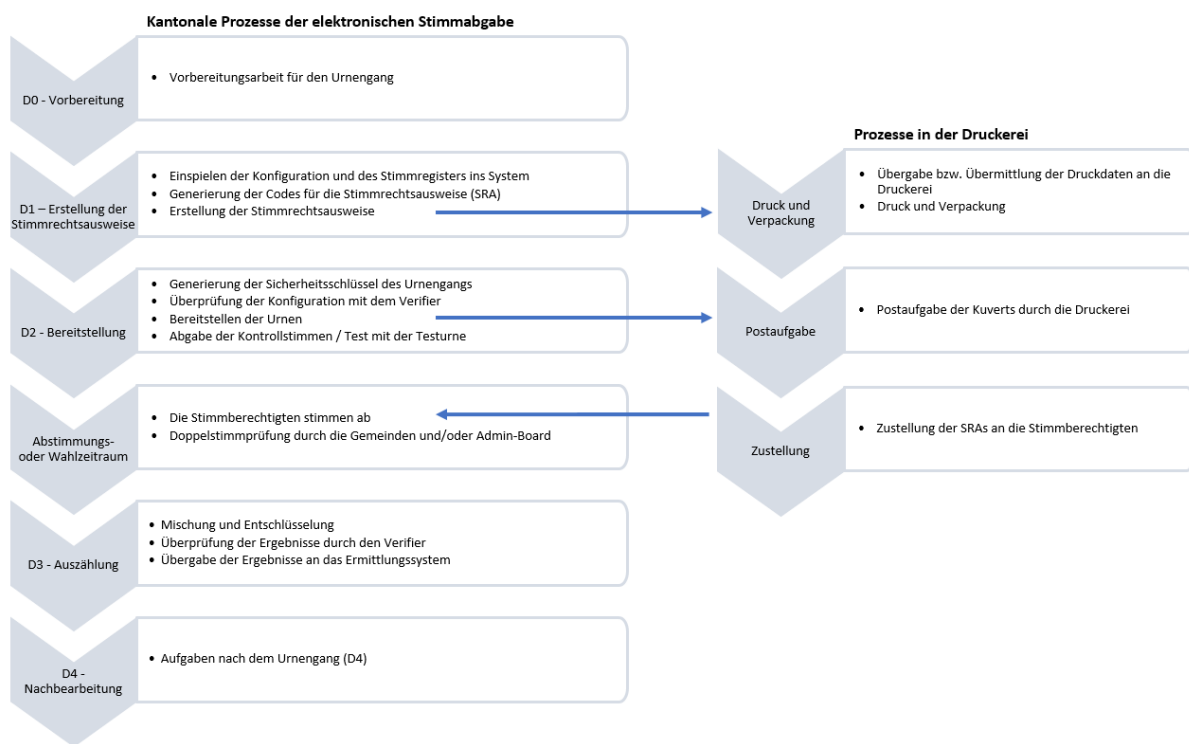 Kantonale Prozesse der elektronischen Stimmabgabe
D0 - Vorbereitung
• Vorbereitungsarbeit für den Urnengang
D1 – Erstellung der
Stimmrechtsausweise
• Einspielen der Konfiguration und des Stimmregisters ins System
• Generierung der Codes für die Stimmrechtsausweise (SRA)
• Erstellung der Stimmrechtsausweise
D2 - Bereitstellung
• Generierung der Sicherheitsschlüssel des Urnengangs
• Überprüfung der Konfiguration mit dem Verifier
• Bereitstellen der Urnen
• Abgabe der Kontrollstimmen / Test mit der Testurne
Abstimmungs-
oder Wahlzeitraum
• Die Stimmberechtigten stimmen ab
• Doppelstimmprüfung durch die Gemeinden und/oder Admin-Board
D3 - Auszählung
• Mischung und Entschlüsselung
• Überprüfung der Ergebnisse durch den Verifier
• Übergabe der Ergebnisse an das Ermittlungssystem
D4 -
Nachbearbeitung
• Aufgaben nach dem Urnengang (D4)
Prozesse in der Druckerei
Druck und
Verpackung
• Übergabe bzw. Übermittlung der Druckdaten an die
Druckerei
• Druck und Verpackung
Postaufgabe
• Postaufgabe der Kuverts durch die Druckerei
Zustellung
• Zustellung der SRAs an die Stimmberechtigten